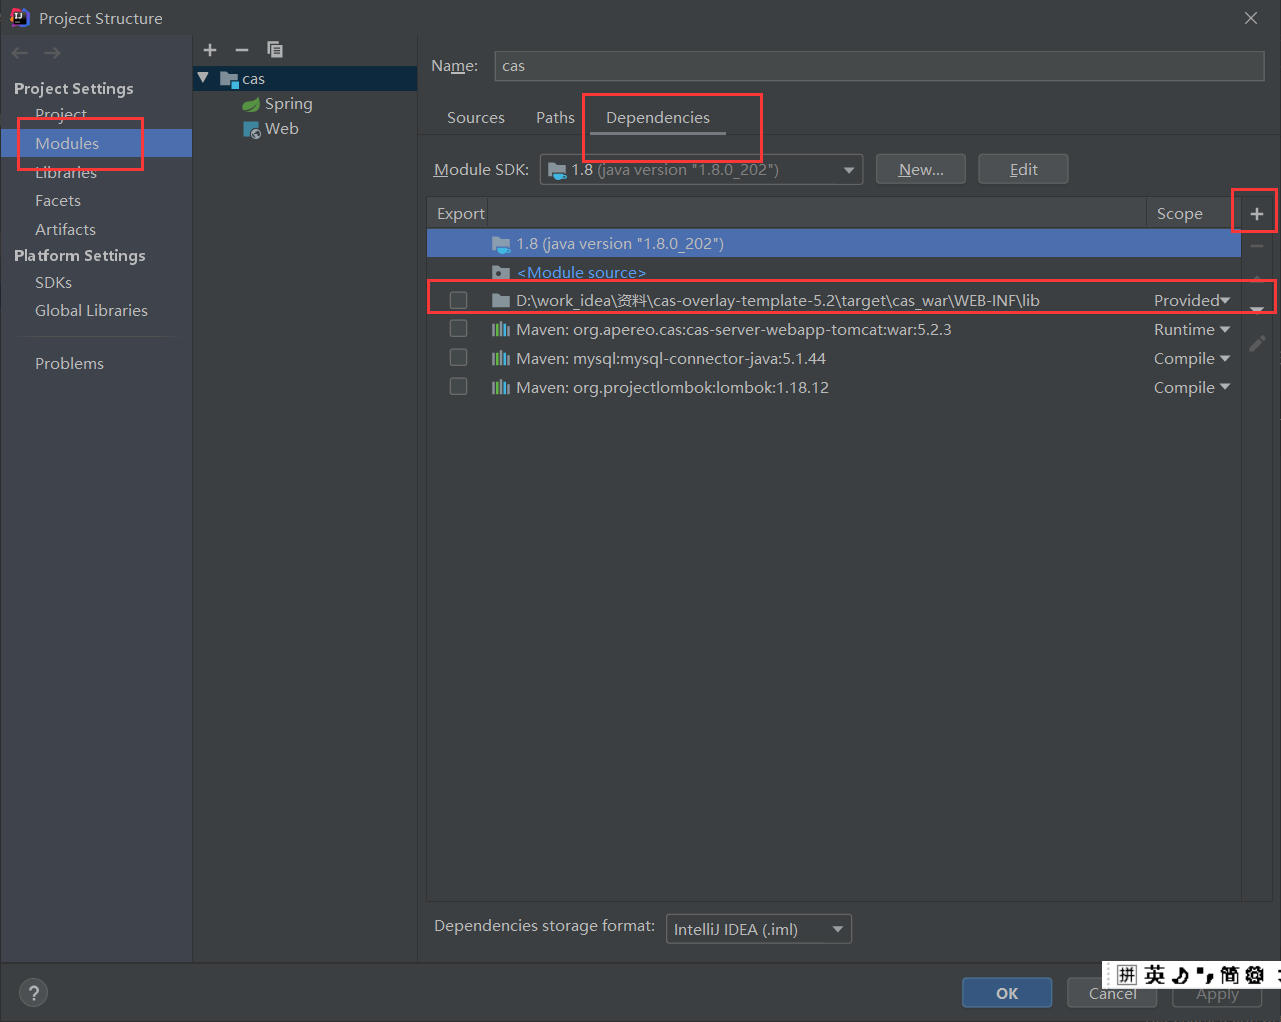 Project Structure
Project Settings
Project
Modules
Libraries
Facets
Artifacts
Platform Settings
SDKs
Global Libraries
Problems
cas
Spring
Web
Name: cas
Sources Paths Dependencies
Module SDK: 1.8 (java version "1.8.0_202") New... Edit
Export Scope
1.8 (java version "1.8.0_202")
<Module source>
D:\work_idea\资料\cas-overlay-template-5.2\target\cas_war\WEB-INF\lib Provided
Maven: org.apereo.cas:cas-server-webapp-tomcat:war:5.2.3 Runtime
Maven: mysql:mysql-connector-java:5.1.44 Compile
Maven: org.projectlombok:lombok:1.18.12 Compile
Dependencies storage format: IntelliJ IDEA (.iml)
拼 英 简
? OK Cancel Apply